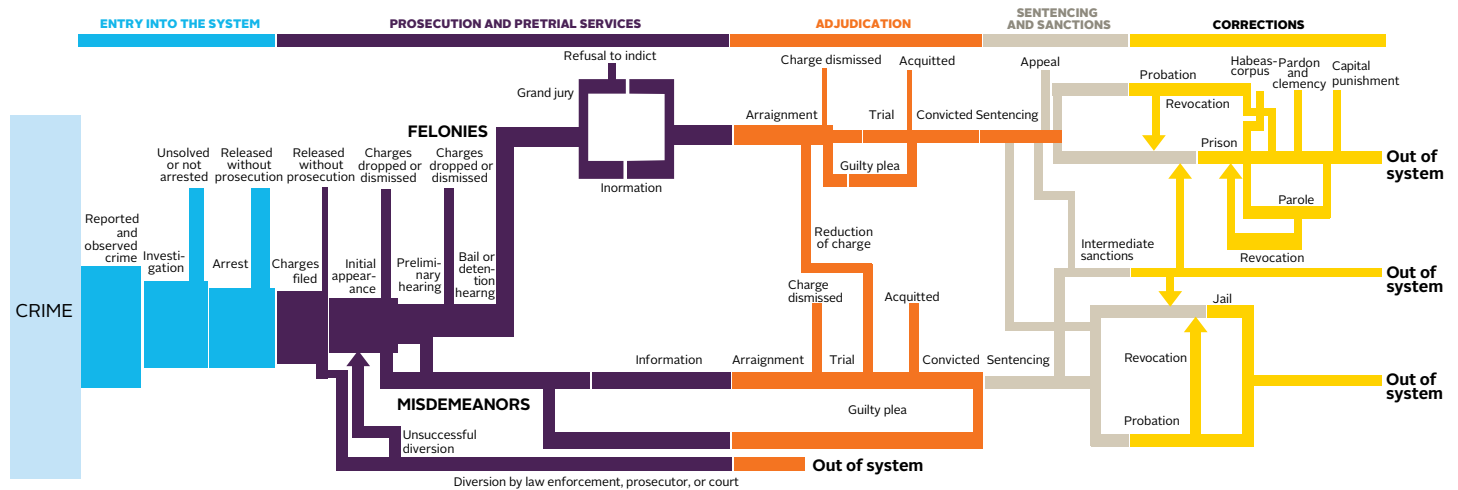 ENTRY INTO THE SYSTEM
PROSECUTION AND PRETRIAL SERVICES
ADJUDICATION
SENTENCING
AND SANCTIONS
CORRECTIONS
CRIME
Reported
and
observed
crime
Investi-
gation
Unsolved
or not
arrested
Arrest
Released
without
prosecution
Charges
filed
Released
without
prosecution
Initial
appear-
ance
Charges
dropped or
dismissed
Prelimi-
nary
hearing
Charges
dropped or
dismissed
Bail or
deten-
tion
hearng
FELONIES
Grand jury
Refusal to indict
Inormation
Arraignment
Charge dismissed
Trial
Acquitted
Convicted
Sentencing
Guilty plea
Reduction
of charge
Appeal
Probation
Revocation
Habeas-
corpus
Pardon
and
clemency
Capital
punishment
Prison
Out of
system
Parole
Revocation
Intermediate
sanctions
Out of
system
MISDEMEANORS
Information
Arraignment
Charge
dismissed
Trial
Acquitted
Convicted
Sentencing
Guilty plea
Jail
Revocation
Probation
Out of
system
Unsuccessful
diversion
Out of system
Diversion by law enforcement, prosecutor, or court